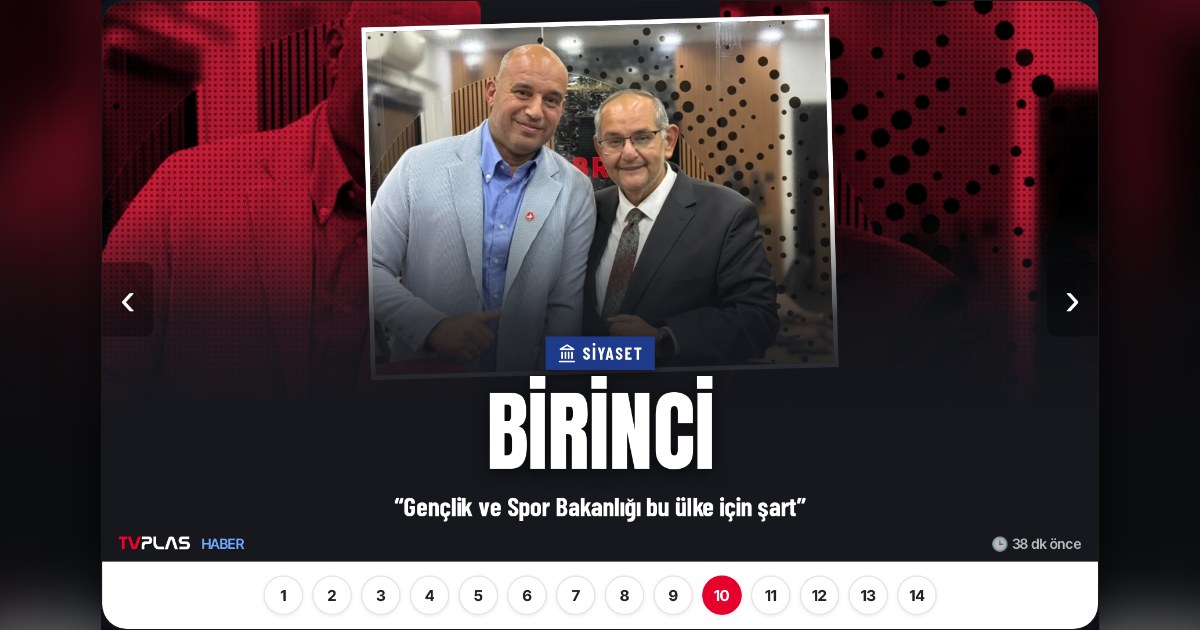 BR
SİYASET
BİRİNCİ
“Gençlik ve Spor Bakanlığı bu ülke için şart”
TVPLAS HABER
38 dk önce
1 2 3 4 5 6 7 8 9 10 11 12 13 14